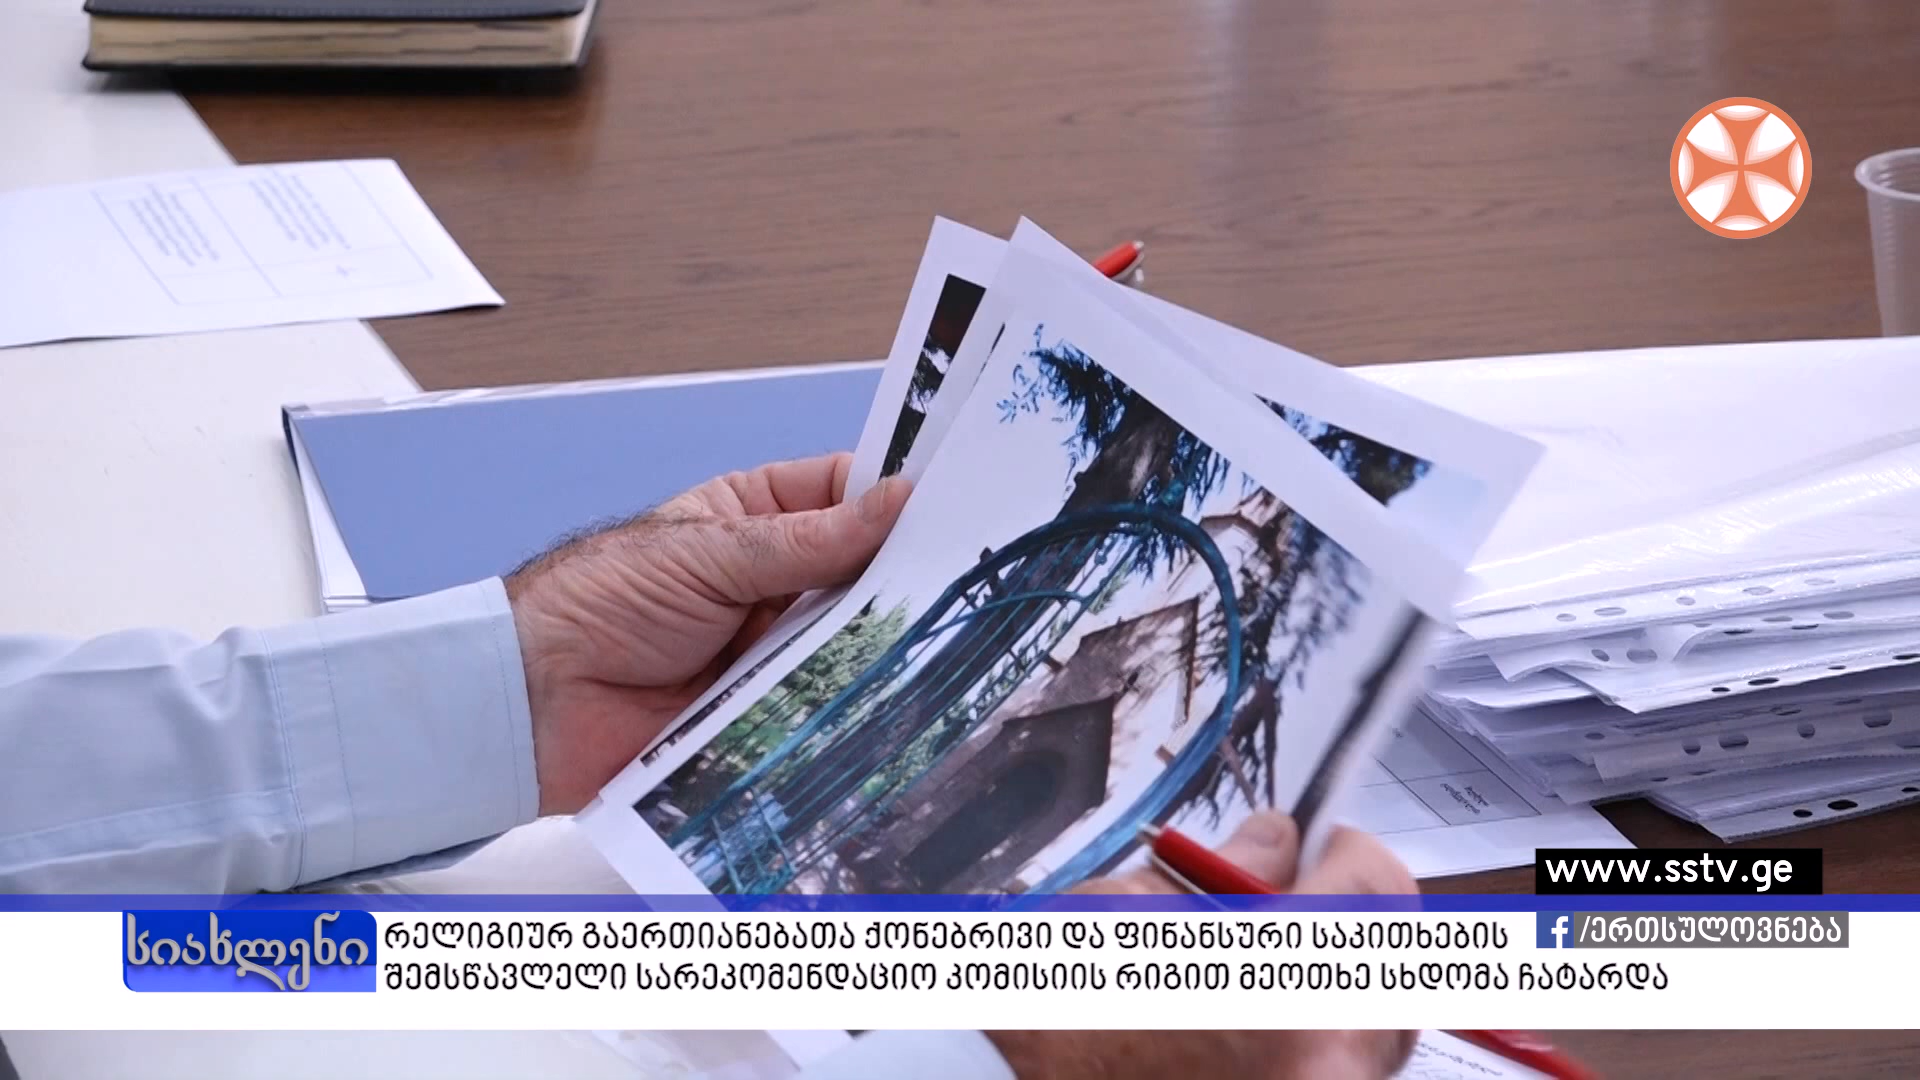 www.sstv.ge
სიახლენი
რელიგიურ გაერთიანებათა ქონებრივი და ფინანსური საკითხების
შემსწავლელი სარეკომენდაციო კომისიის რიგით მეოთხე სხდომა ჩატარდა
f/ერთსულოვნება